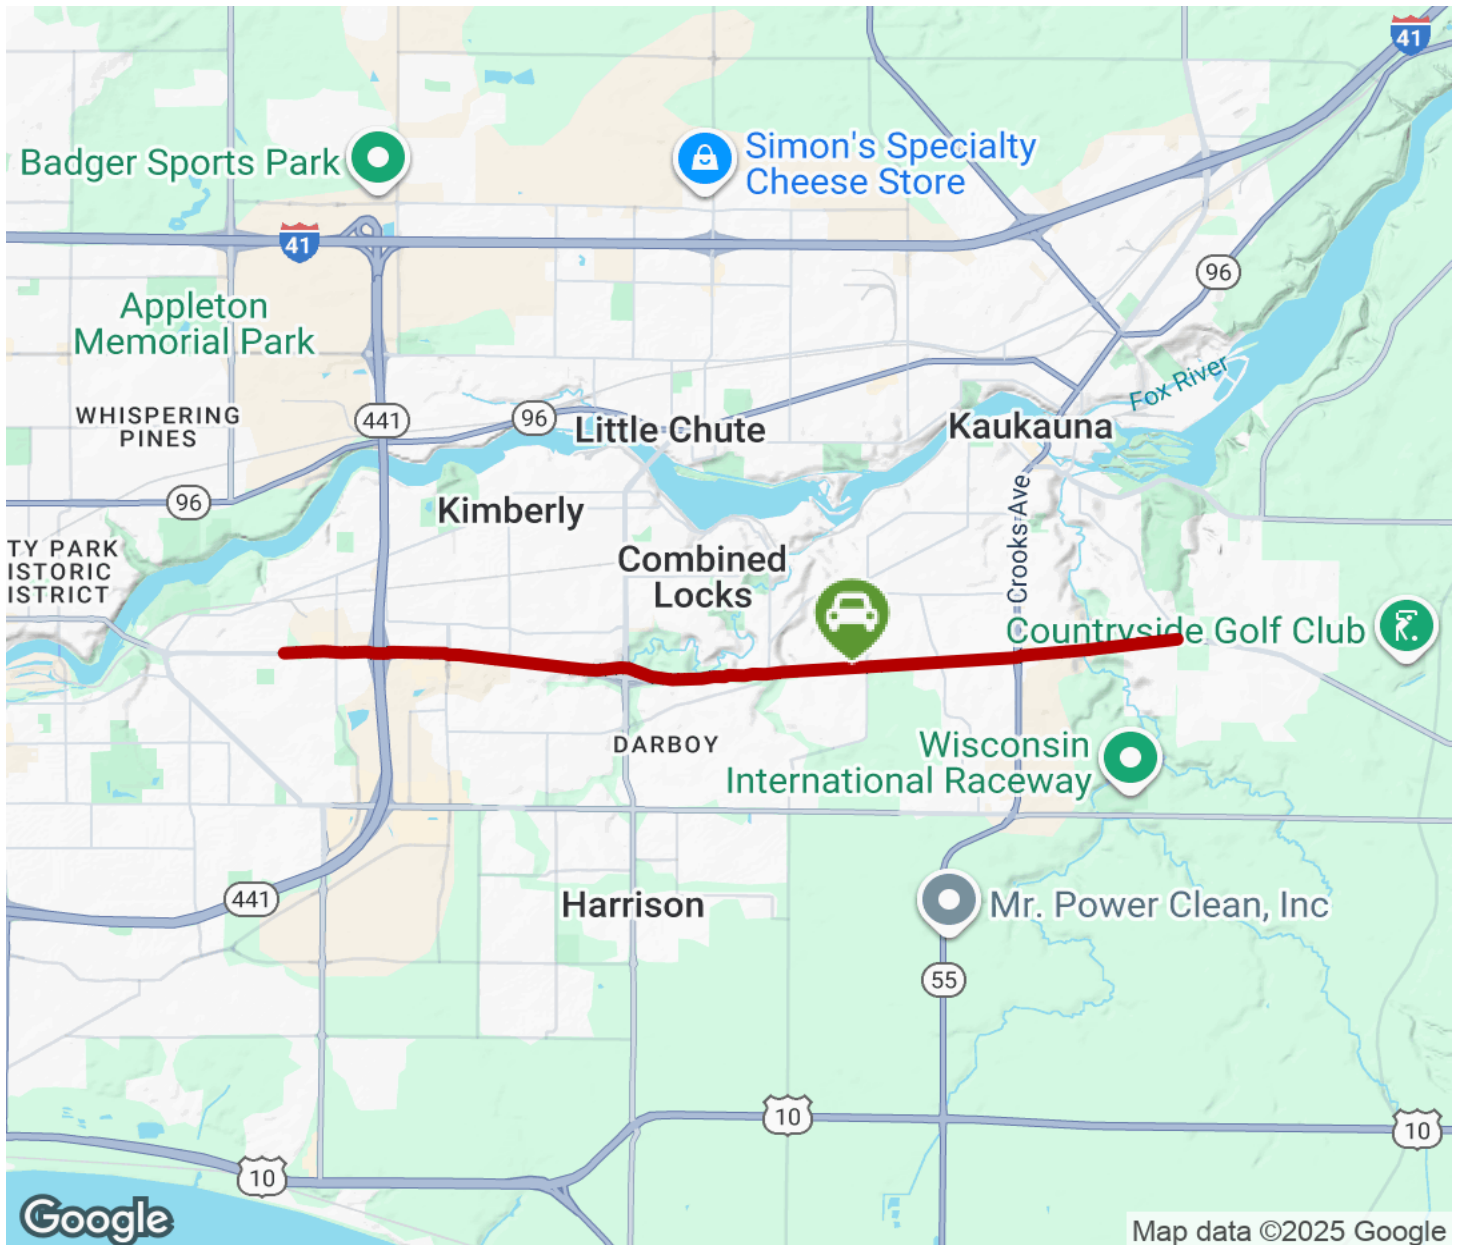 41
Badger Sports Park
Simon's Specialty
Cheese Store
41
96
Appleton
Memorial Park
WHISPERING
PINES
441
96
Little Chute
Kaukauna
Fox River
96
Kimberly
Crooks Ave
TY PARK
ISTORIC
ISTRICT
Combined
Locks
Countryside Golf Club
DARBOY
Wisconsin
International Raceway
441
Harrison
Mr. Power Clean, Inc
55
10
10
10
Google
Map data ©2025 Google